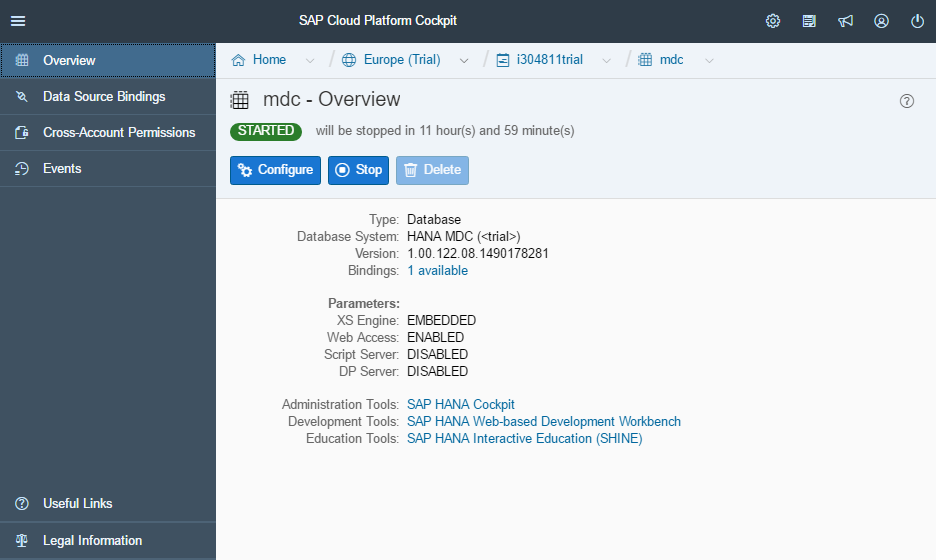 SAP Cloud Platform Cockpit
Overview
Data Source Bindings
Cross-Account Permissions
Events
Useful Links
Legal Information
Home / Europe (Trial) / i304811trial / mdc
mdc - Overview
STARTED will be stopped in 11 hour(s) and 59 minute(s)
Configure Stop Delete
Type: Database
Database System: HANA MDC (<trial>)
Version: 1.00.122.08.1490178281
Bindings: 1 available
Parameters:
XS Engine: EMBEDDED
Web Access: ENABLED
Script Server: DISABLED
DP Server: DISABLED
Administration Tools: SAP HANA Cockpit
Development Tools: SAP HANA Web-based Development Workbench
Education Tools: SAP HANA Interactive Education (SHINE)